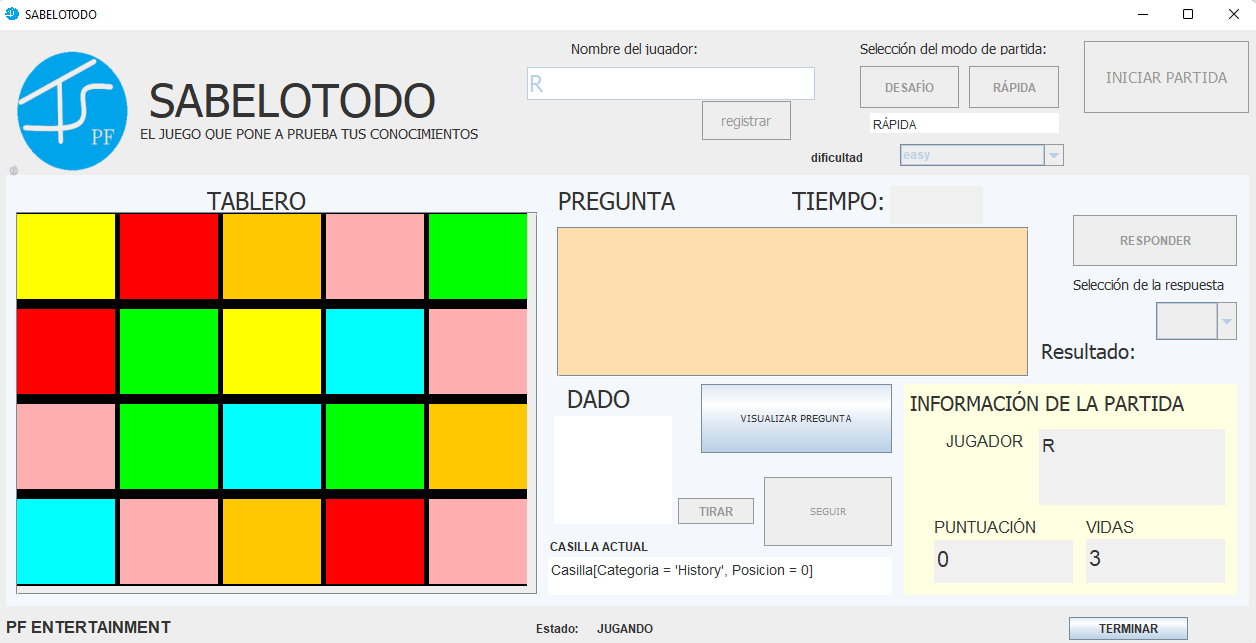 SABELOTODO
PF
SABELOTODO
EL JUEGO QUE PONE A PRUEBA TUS CONOCIMIENTOS
Nombre del jugador:
R
registrar
Selección del modo de partida:
DESAFÍO
RÁPIDA
RÁPIDA
dificultad
easy
INICIAR PARTIDA
TABLERO
PREGUNTA
TIEMPO:
RESPONDER
Selección de la respuesta
Resultado:
DADO
VISUALIZAR PREGUNTA
TIRAR
SEGUIR
CASILLA ACTUAL
Casilla[Categoria = 'History', Posicion = 0]
INFORMACIÓN DE LA PARTIDA
JUGADOR
R
PUNTUACIÓN
VIDAS
0
3
PF ENTERTAINMENT
Estado:
JUGANDO
TERMINAR